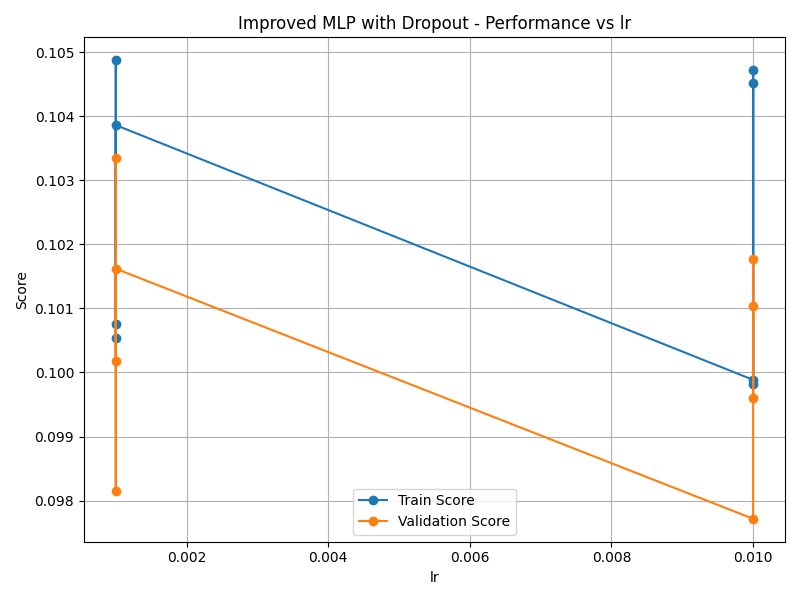 Improved MLP with Dropout - Performance vs lr
0.105
0.104
0.103
0.102
0.101
0.100
0.099
0.098
Score
Train Score
Validation Score
0.002 0.004 0.006 0.008 0.010
lr